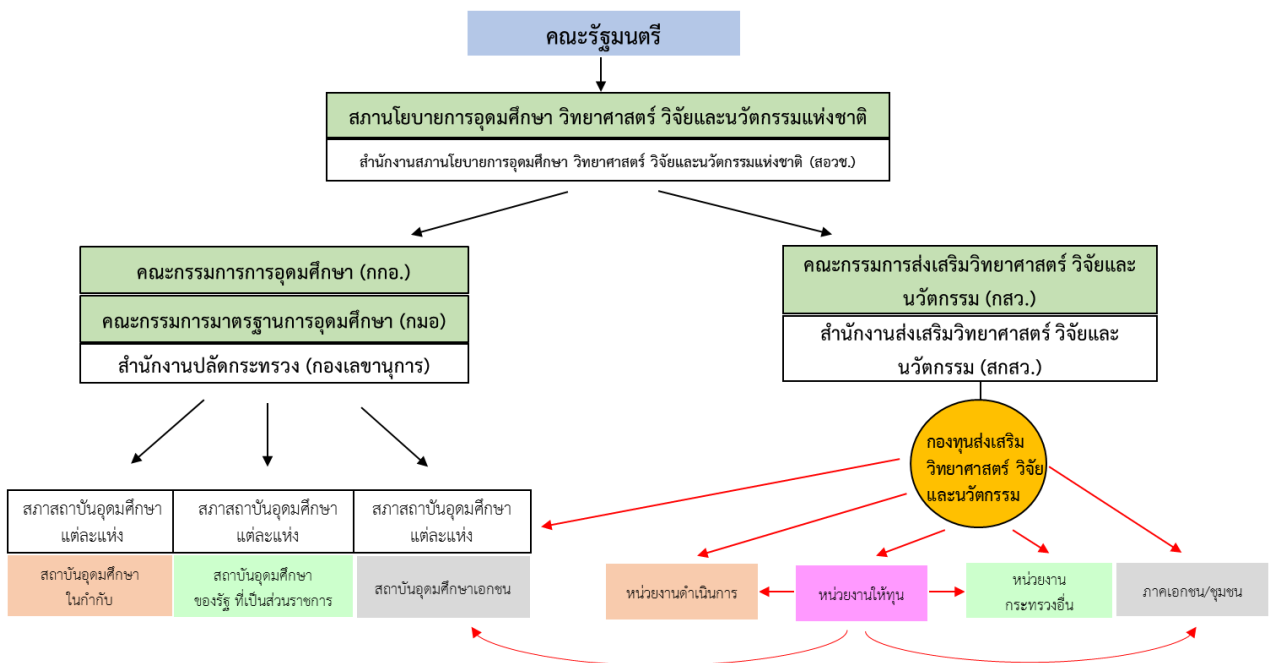 คณะรัฐมนตรี
สภานโยบายการอุดมศึกษา วิทยาศาสตร์ วิจัยและนวัตกรรมแห่งชาติ
สำนักงานสภานโยบายการอุดมศึกษา วิทยาศาสตร์ วิจัยและนวัตกรรมแห่งชาติ (สอวช.)
คณะกรรมการการอุดมศึกษา (กกอ.)
คณะกรรมการมาตรฐานการอุดมศึกษา (กมอ)
สำนักงานปลัดกระทรวง (กองเลขานุการ)
คณะกรรมการส่งเสริมวิทยาศาสตร์ วิจัยและ
นวัตกรรม (กสว.)
สำนักงานส่งเสริมวิทยาศาสตร์ วิจัยและ
นวัตกรรม (สกสว.)
กองทุนส่งเสริม
วิทยาศาสตร์ วิจัย
และนวัตกรรม
สภาสถาบันอุดมศึกษา
แต่ละแห่ง
สภาสถาบันอุดมศึกษา
แต่ละแห่ง
สภาสถาบันอุดมศึกษา
แต่ละแห่ง
สถาบันอุดมศึกษา
ในกำกับ
สถาบันอุดมศึกษา
ของรัฐ ที่เป็นส่วนราชการ
สถาบันอุดมศึกษาเอกชน
หน่วยงานดำเนินการ
หน่วยงานให้ทุน
หน่วยงาน
กระทรวงอื่น
ภาคเอกชน/ชุมชน